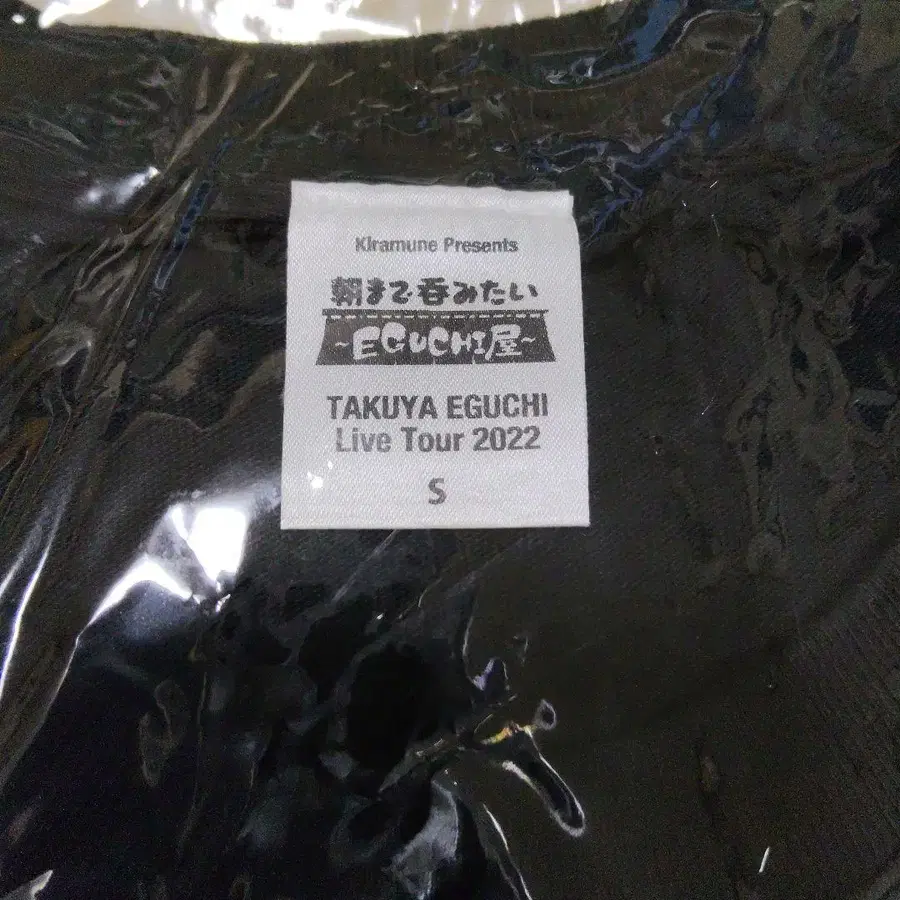 Kiramune Presents
朝まで呑みたい
~EGUCHI屋~
TAKUYA EGUCHI
Live Tour 2022
S